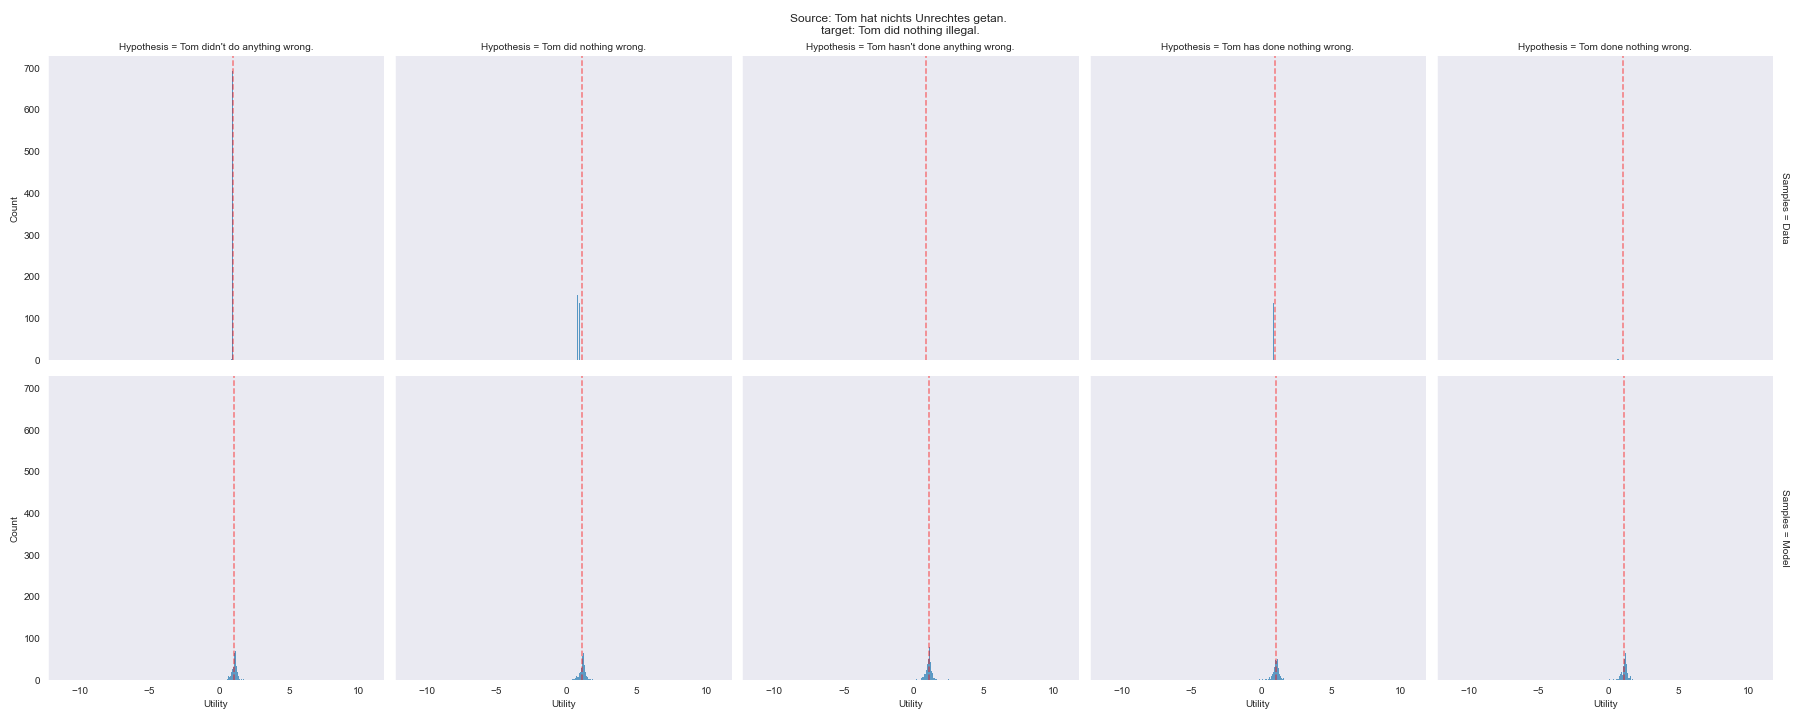 Source: Tom hat nichts Unrechtes getan.
target: Tom did nothing illegal.
Hypothesis = Tom didn't do anything wrong.
Hypothesis = Tom did nothing wrong.
Hypothesis = Tom hasn't done anything wrong.
Hypothesis = Tom has done nothing wrong.
Hypothesis = Tom done nothing wrong.
700
600
500
400
300
200
100
0
Count
Samples = Data
700
600
500
400
300
200
100
0
Count
Samples = Model
−10 −5 0 5 10
Utility
−10 −5 0 5 10
Utility
−10 −5 0 5 10
Utility
−10 −5 0 5 10
Utility
−10 −5 0 5 10
Utility